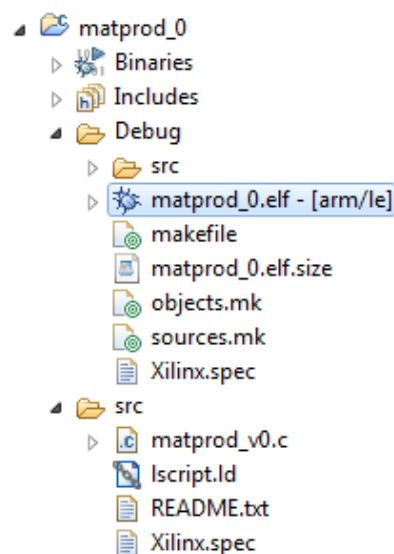 matprod_0
Binaries
Includes
Debug
src
matprod_0.elf - [arm/le]
makefile
matprod_0.elf.size
objects.mk
sources.mk
Xilinx.spec
src
matprod_v0.c
lscript.ld
README.txt
Xilinx.spec